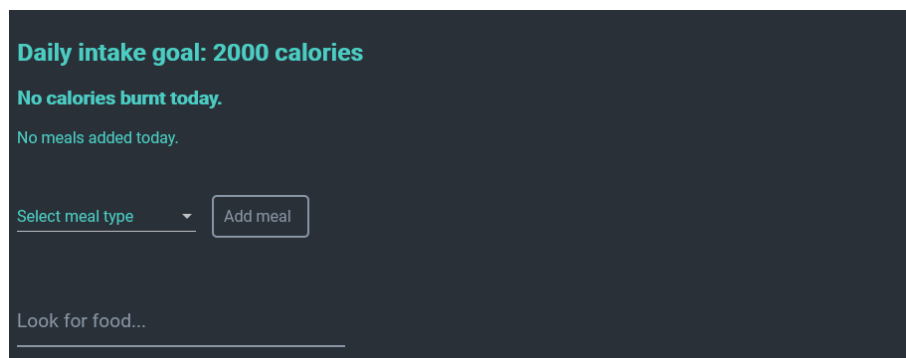 Daily intake goal: 2000 calories
No calories burnt today.
No meals added today.
Select meal type
Add meal
Look for food...